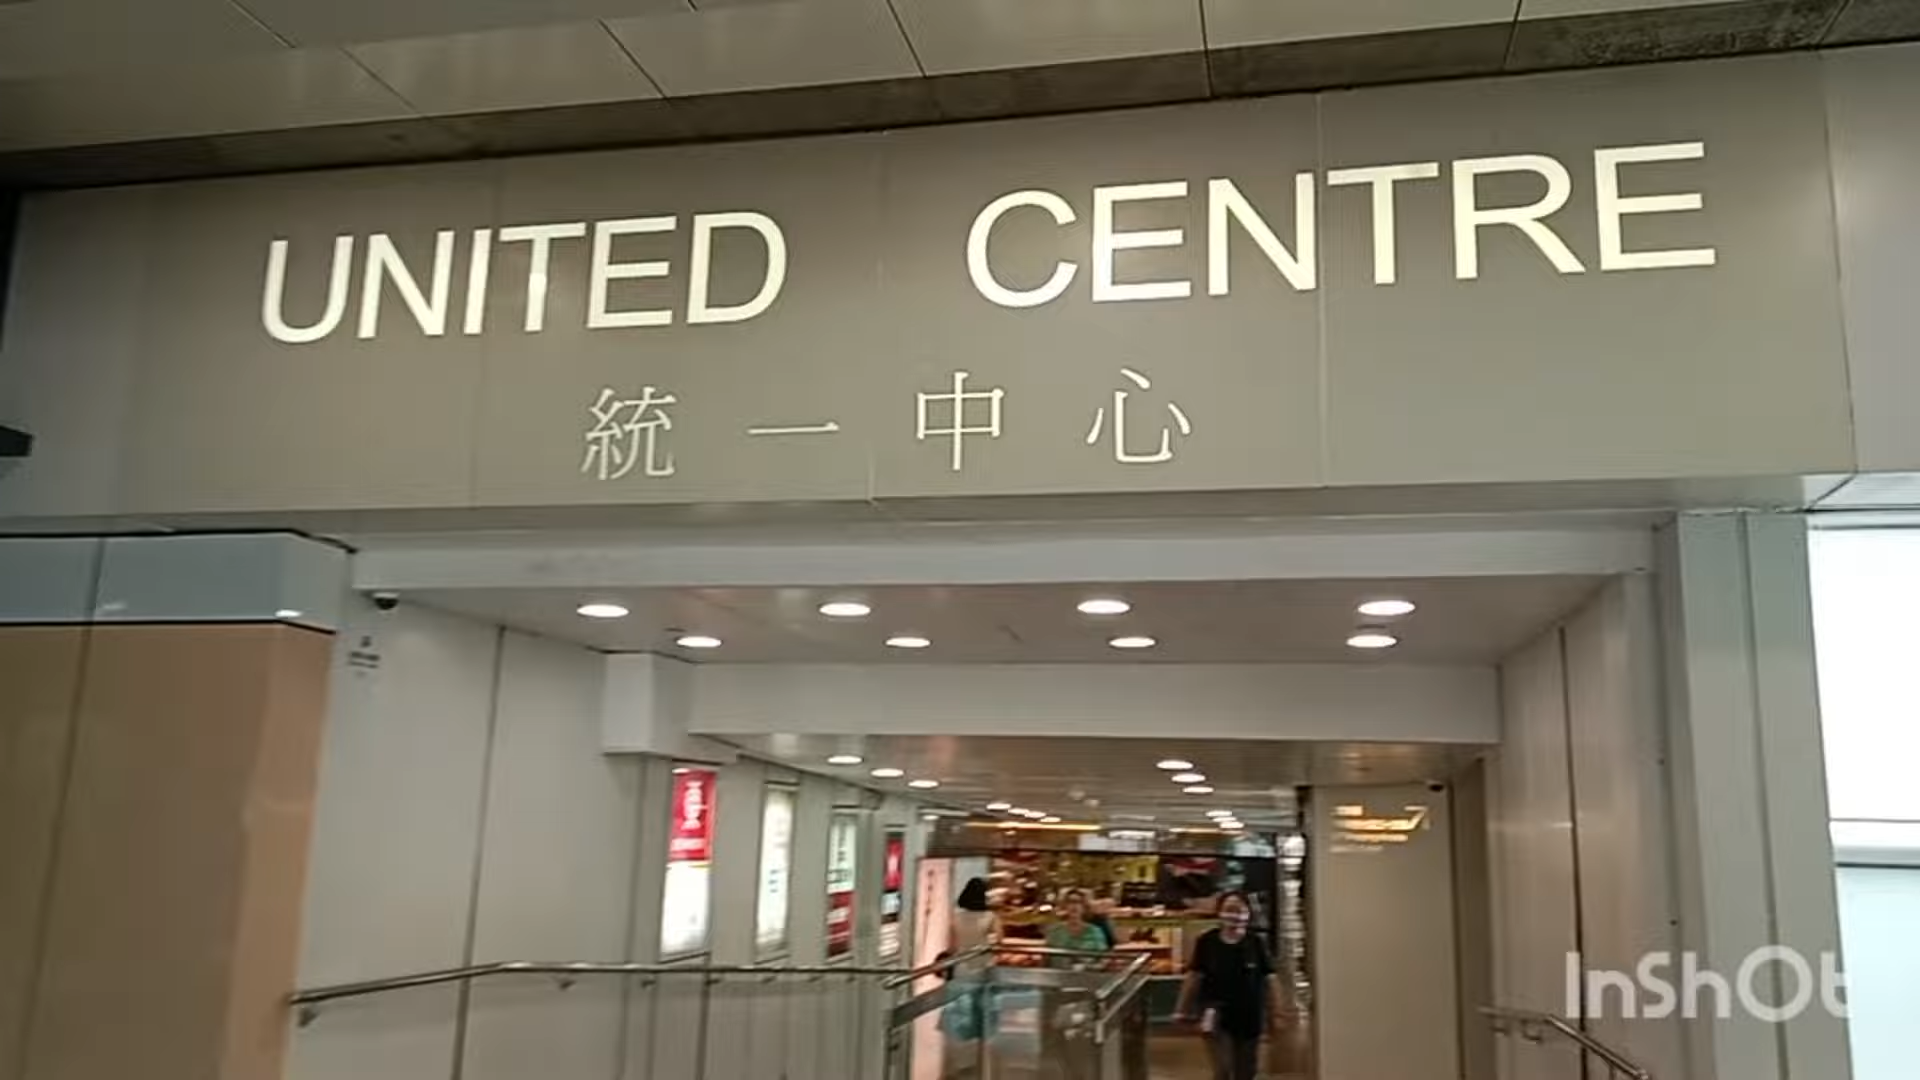 UNITED CENTRE
統一中心
InShOt